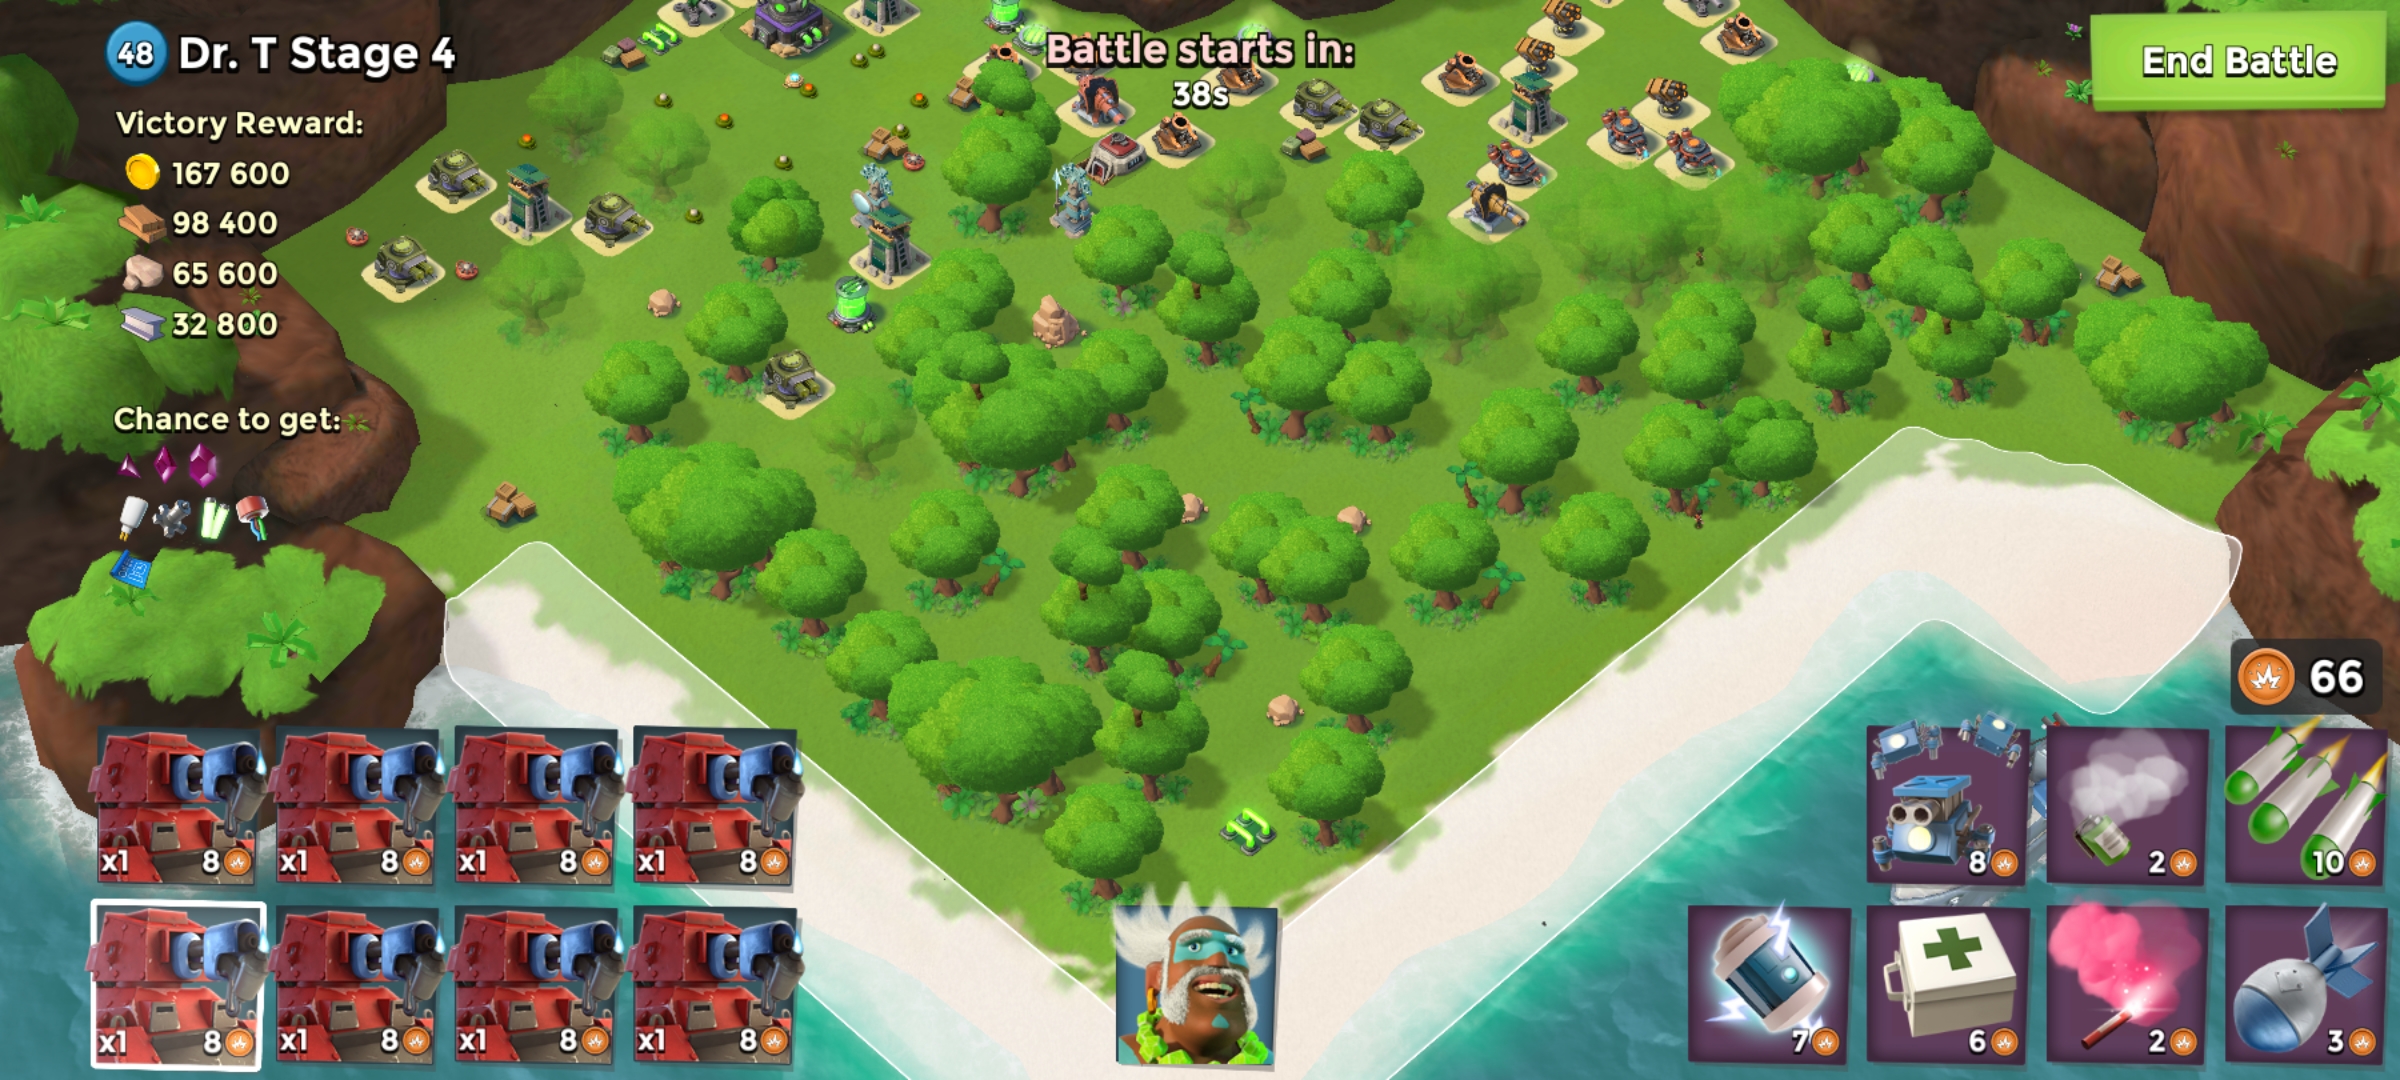 48 Dr. T Stage 4
Battle starts in:
38s
End Battle
Victory Reward:
167 600
98 400
65 600
32 800
Chance to get:
66
x1 8
x1 8
x1 8
x1 8
8
2
10
x1 8
x1 8
x1 8
x1 8
7
6
2
3